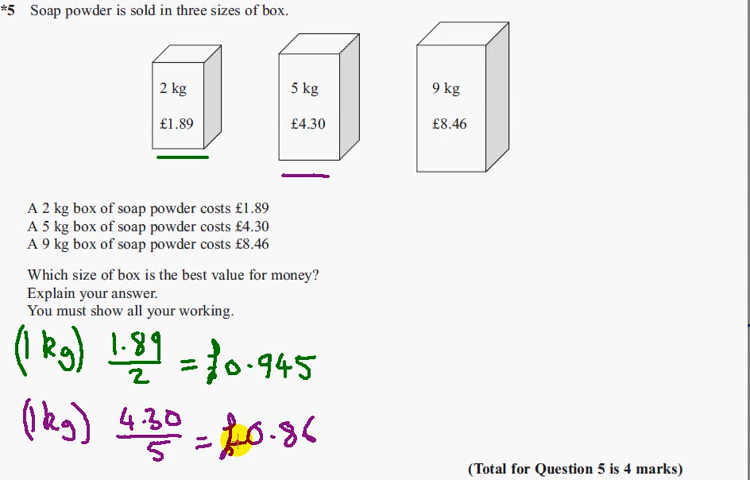 *5 Soap powder is sold in three sizes of box.
2 kg 5 kg 9 kg
£1.89 £4.30 £8.46
A 2 kg box of soap powder costs £1.89
A 5 kg box of soap powder costs £4.30
A 9 kg box of soap powder costs £8.46
Which size of box is the best value for money?
Explain your answer.
You must show all your working.
(1 kg) 1.89/2 = £0.945
(1kg) 4.30/5 = £0.86
(Total for Question 5 is 4 marks)